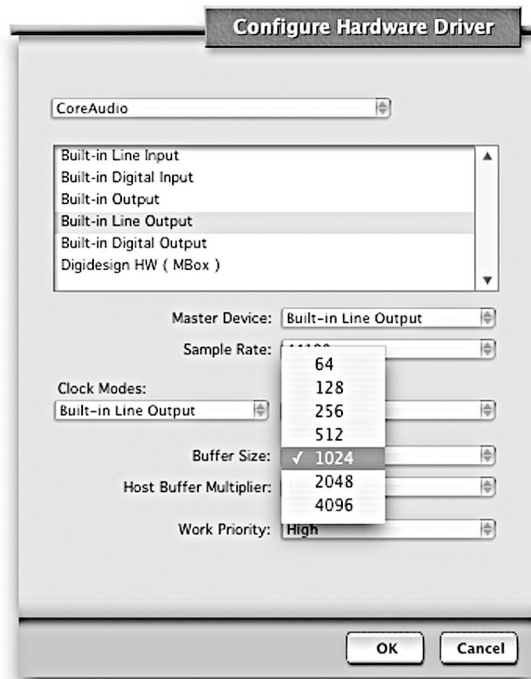 Configure Hardware Driver
CoreAudio
Built-in Line Input
Built-in Digital Input
Built-in Output
Built-in Line Output
Built-in Digital Output
Digidesign HW ( MBox )
Master Device: Built-in Line Output
Sample Rate:
64
128
256
512
✓ 1024
2048
4096
Clock Modes:
Built-in Line Output
Buffer Size:
Host Buffer Multiplier:
Work Priority: High
OK Cancel